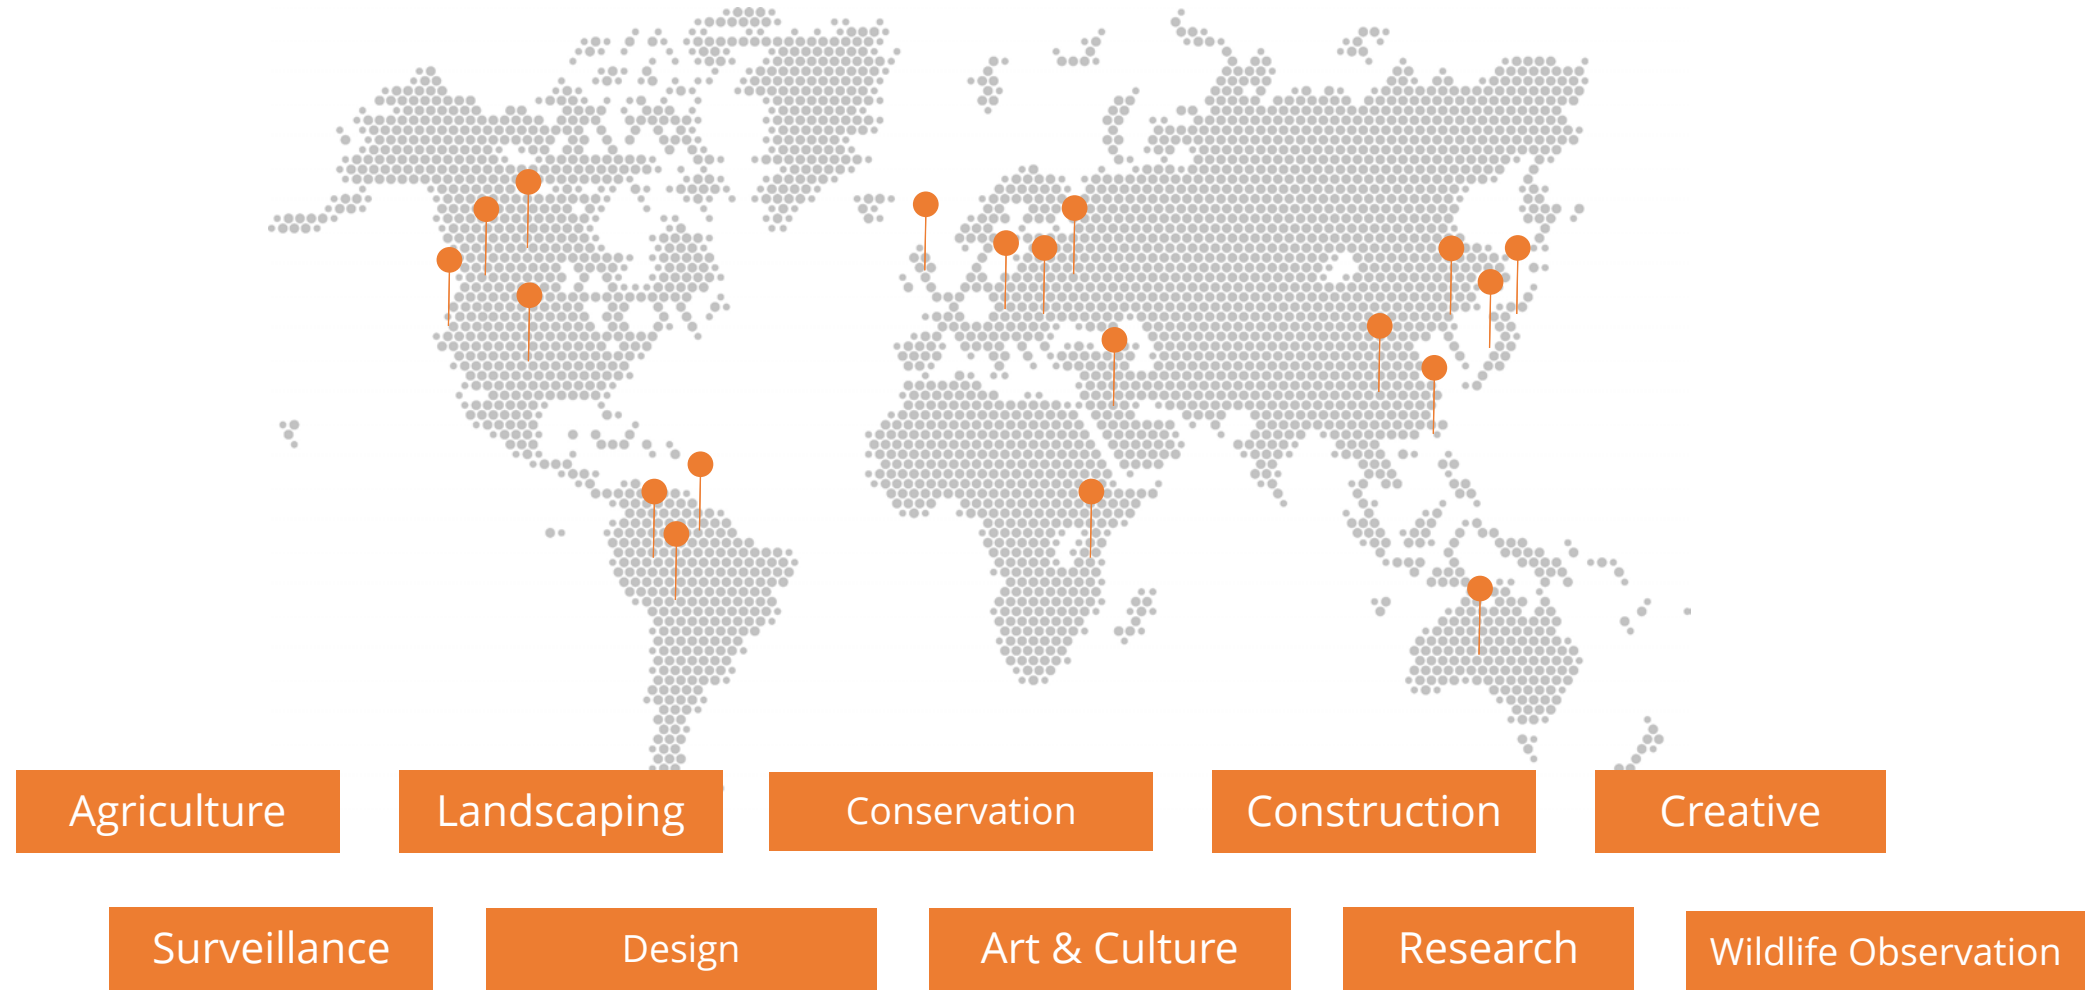 Agriculture
Landscaping
Conservation
Construction
Creative
Surveillance
Design
Art & Culture
Research
Wildlife Observation